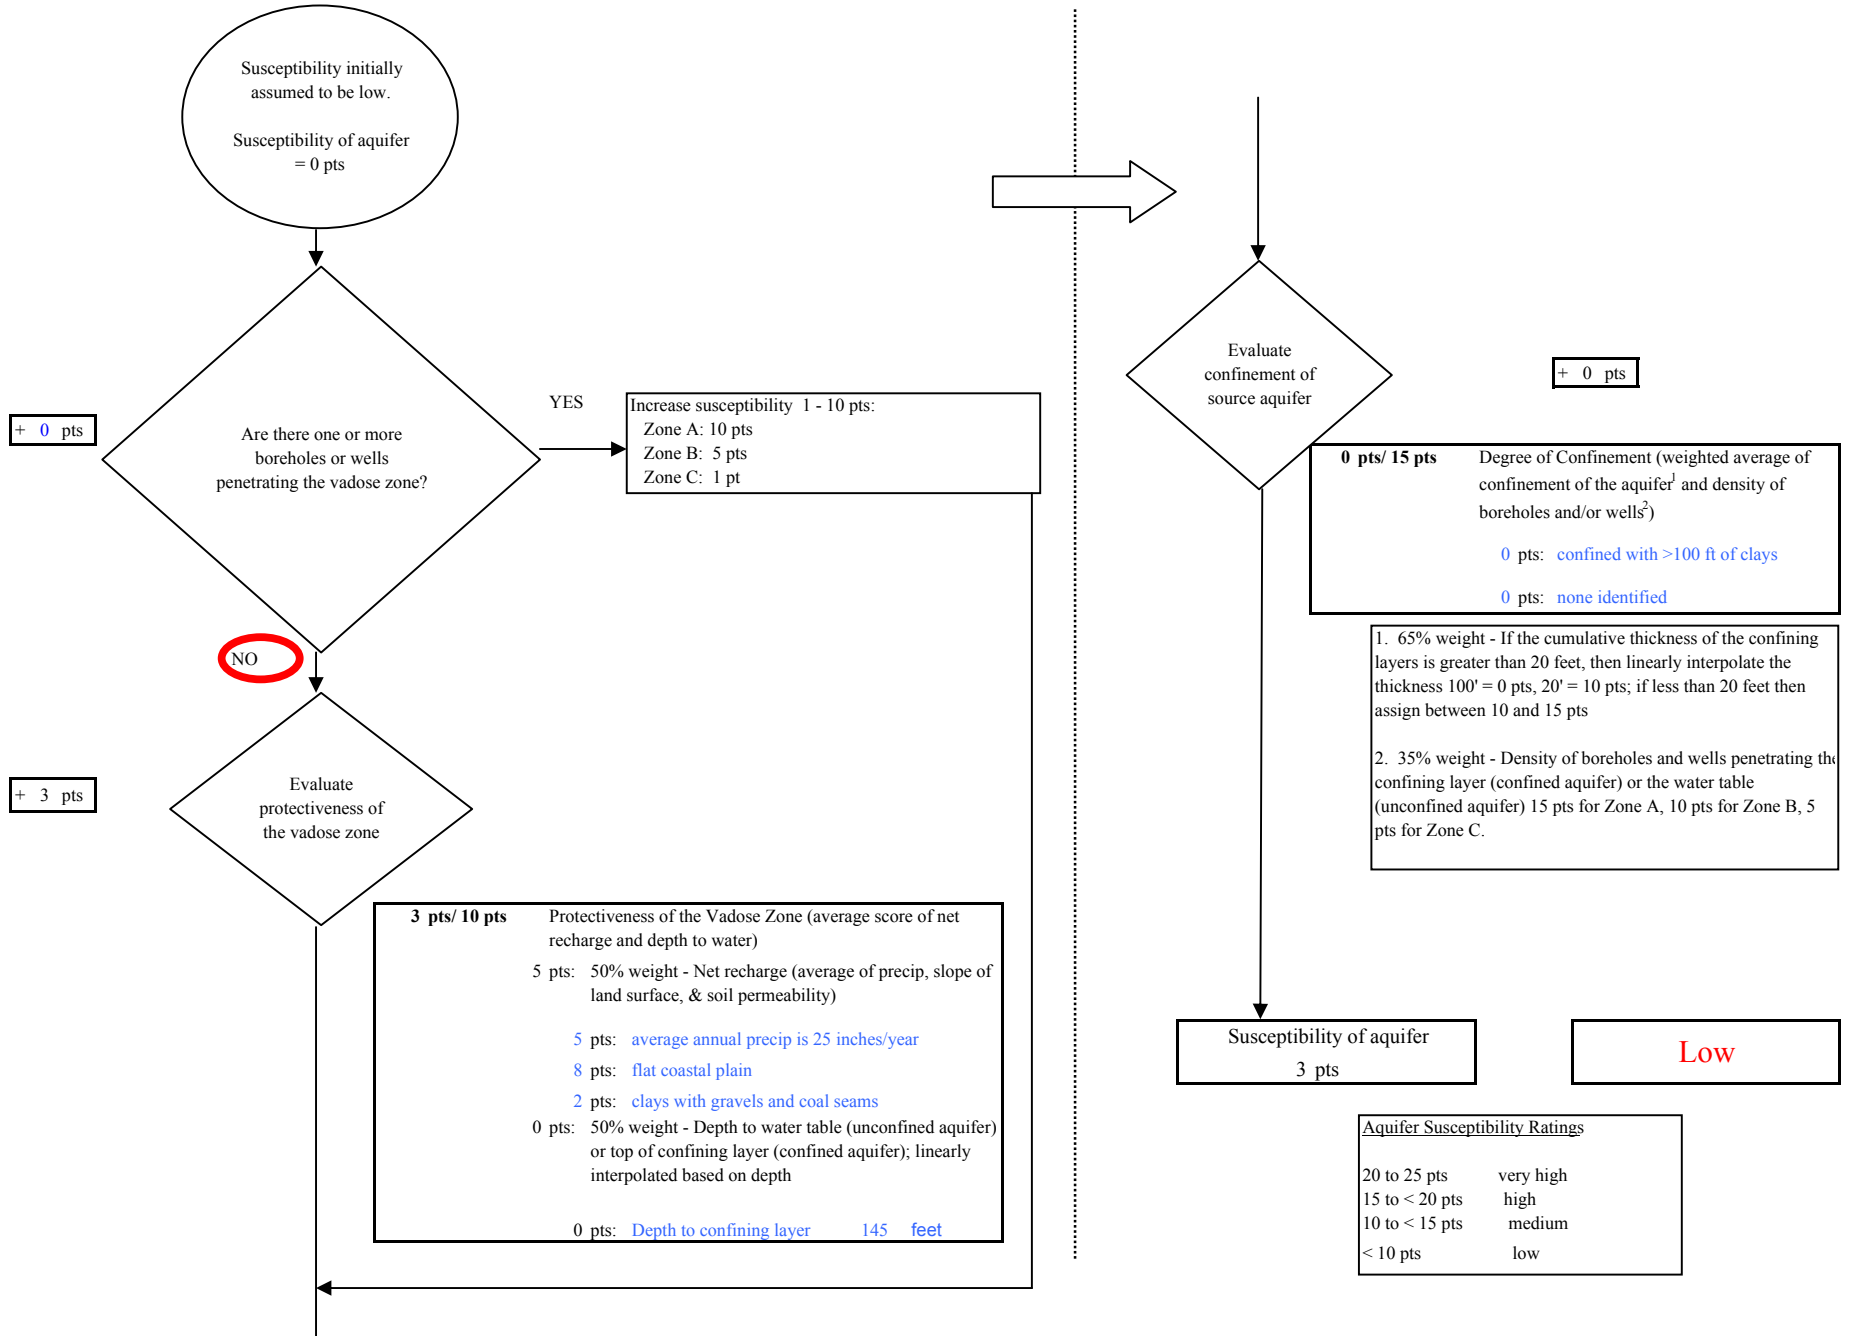 Susceptibility initially
assumed to be low.
Susceptibility of aquifer
= 0 pts
+ 0 pts
Are there one or more
boreholes or wells
penetrating the vadose zone?
YES
Increase susceptibility 1 - 10 pts:
Zone A: 10 pts
Zone B: 5 pts
Zone C: 1 pt
NO
+ 3 pts
Evaluate
protectiveness of
the vadose zone
3 pts/ 10 pts Protectiveness of the Vadose Zone (average score of net
recharge and depth to water)
5 pts: 50% weight - Net recharge (average of precip, slope of
land surface, & soil permeability)
5 pts: average annual precip is 25 inches/year
8 pts: flat coastal plain
2 pts: clays with gravels and coal seams
0 pts: 50% weight - Depth to water table (unconfined aquifer)
or top of confining layer (confined aquifer); linearly
interpolated based on depth
0 pts: Depth to confining layer 145 feet
Evaluate
confinement of
source aquifer
+ 0 pts
0 pts/ 15 pts Degree of Confinement (weighted average of
confinement of the aquifer1 and density of
boreholes and/or wells2)
0 pts: confined with >100 ft of clays
0 pts: none identified
1. 65% weight - If the cumulative thickness of the confining
layers is greater than 20 feet, then linearly interpolate the
thickness 100' = 0 pts, 20' = 10 pts; if less than 20 feet then
assign between 10 and 15 pts
2. 35% weight - Density of boreholes and wells penetrating the
confining layer (confined aquifer) or the water table
(unconfined aquifer) 15 pts for Zone A, 10 pts for Zone B, 5
pts for Zone C.
Susceptibility of aquifer
3 pts
Low
Aquifer Susceptibility Ratings
20 to 25 pts very high
15 to < 20 pts high
10 to < 15 pts medium
< 10 pts low